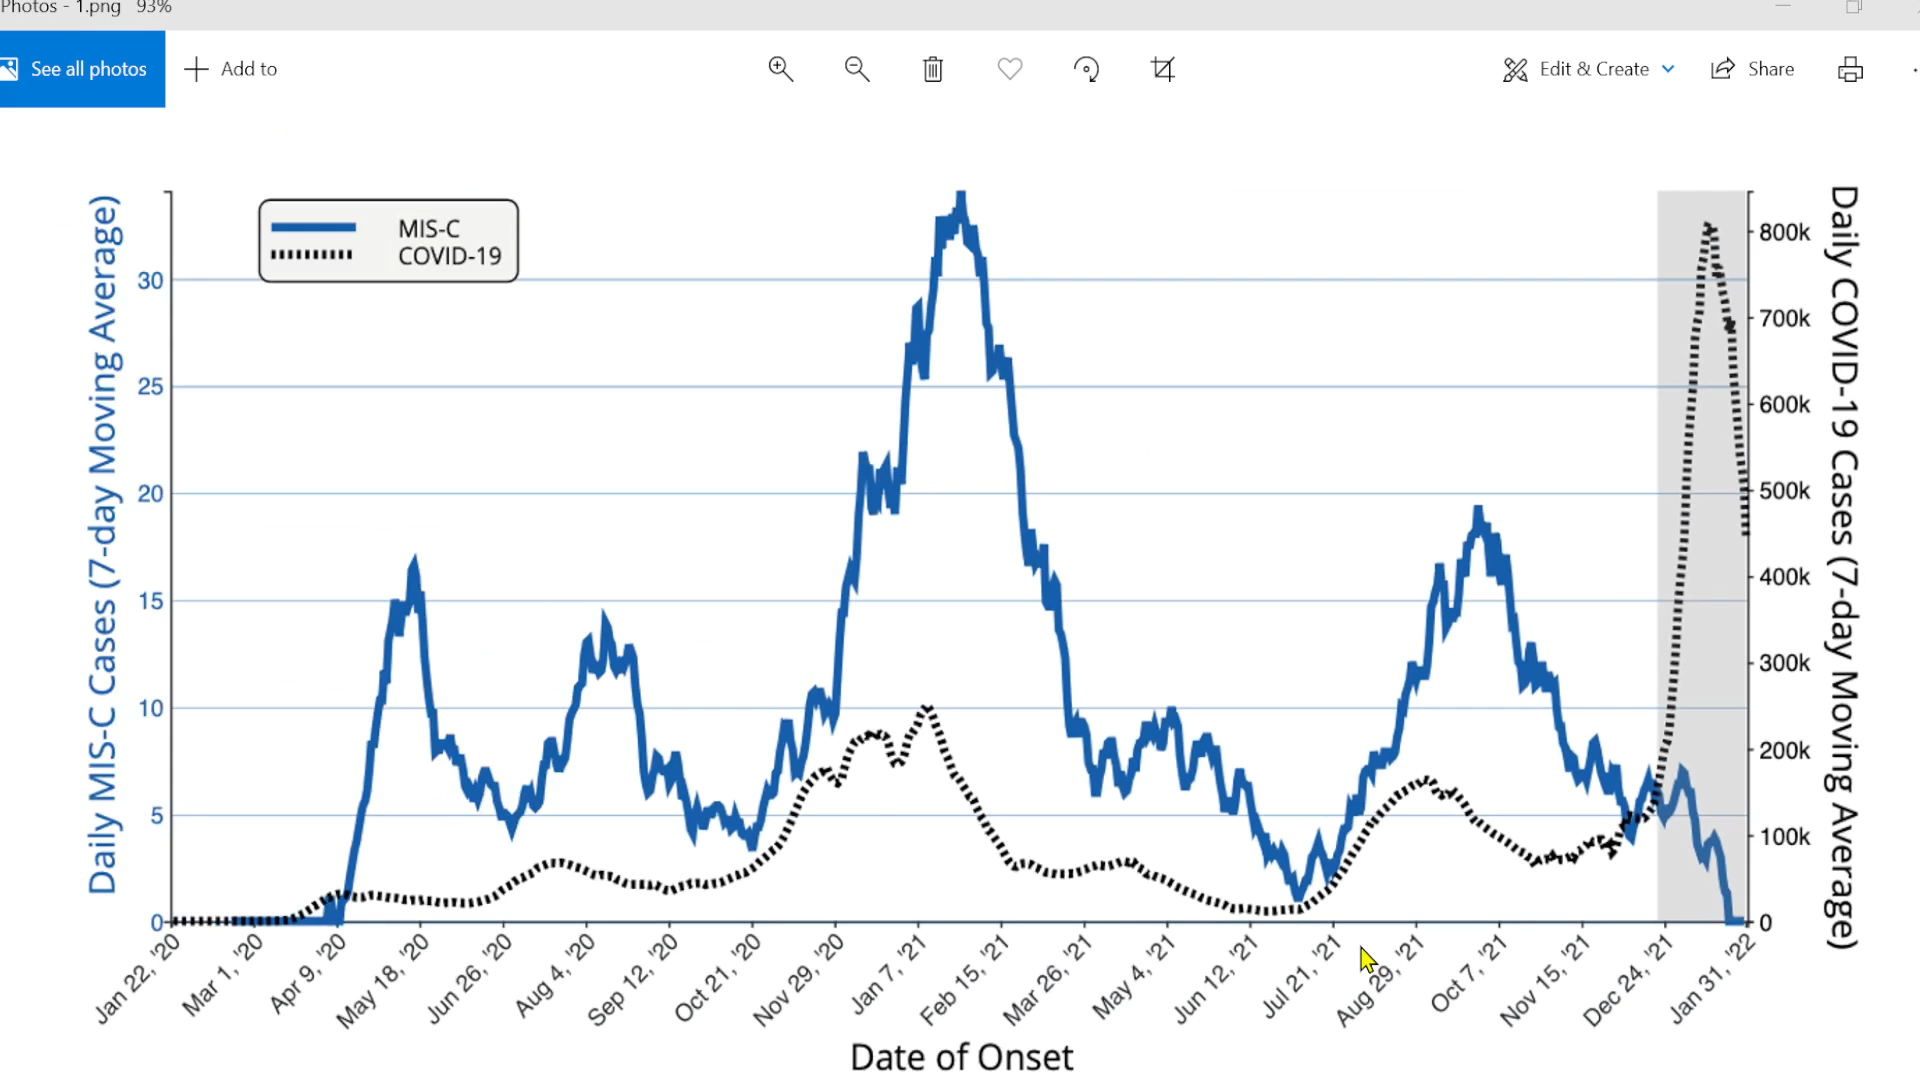 Photos - 1.png 93%
See all photos
Add to
Edit & Create
Share
MIS-C
COVID-19
Daily MIS-C Cases (7-day Moving Average)
30
25
20
15
10
5
0
Daily COVID-19 Cases (7-day Moving Average)
800k
700k
600k
500k
400k
300k
200k
100k
0
Jan 22, '20
Mar 1, '20
Apr 9, '20
May 18, '20
Jun 26, '20
Aug 4, '20
Sep 12, '20
Oct 21, '20
Nov 29, '20
Jan 7, '21
Feb 15, '21
Mar 26, '21
May 4, '21
Jun 12, '21
Jul 21, '21
Aug 29, '21
Oct 7, '21
Nov 15, '21
Dec 24, '21
Jan 31, '22
Date of Onset